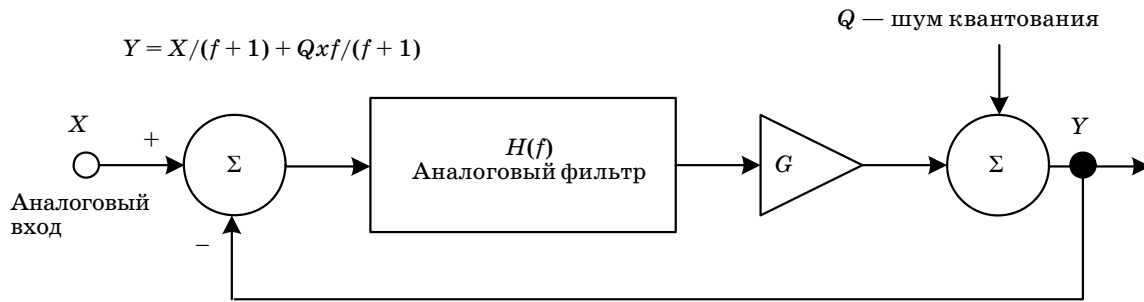 Q — шум квантования
Y = X/(f + 1) + Qxf/(f + 1)
X
+
Σ
H(f)
Аналоговый фильтр
G
Σ
Y
Аналоговый
вход
–